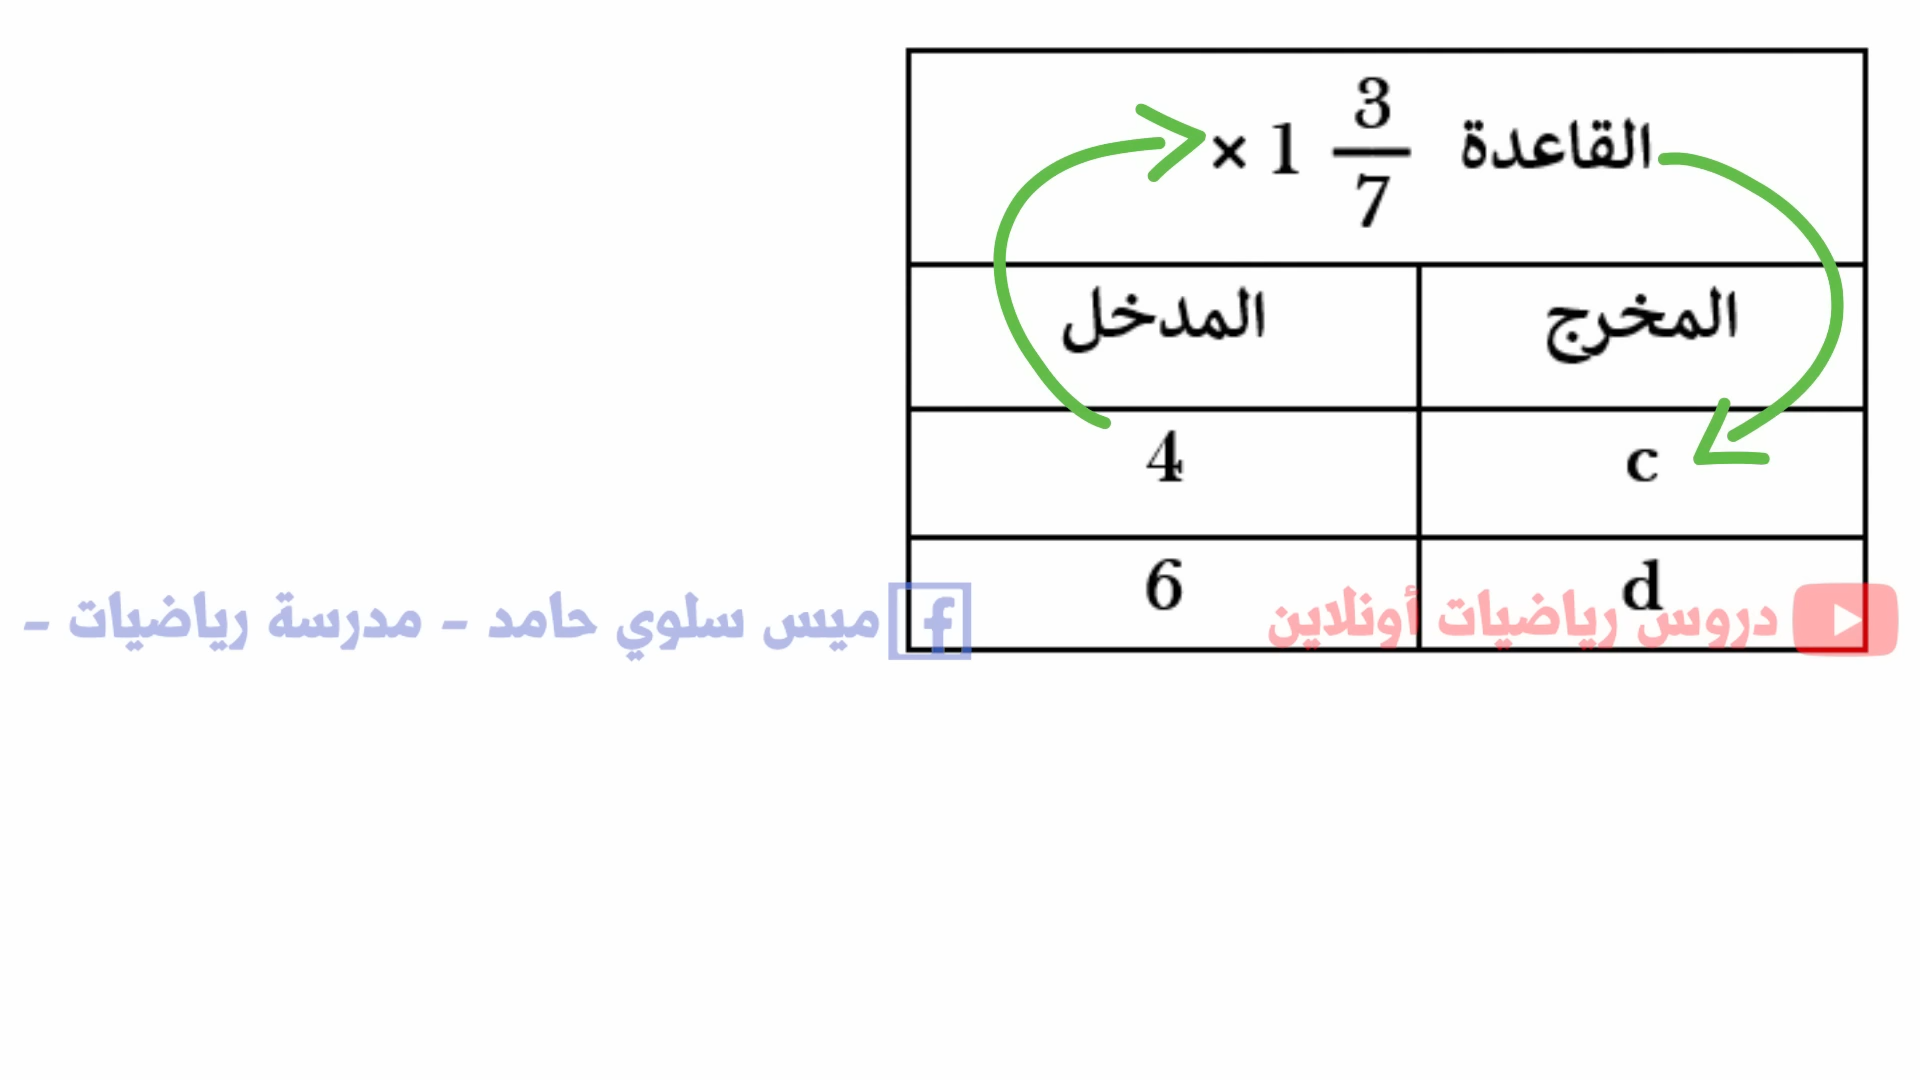 القاعدة × 1 3/7
المدخل المخرج
4 c
6 d
دروس رياضيات أونلاين ميس سلوي حامد - مدرسة رياضيات -